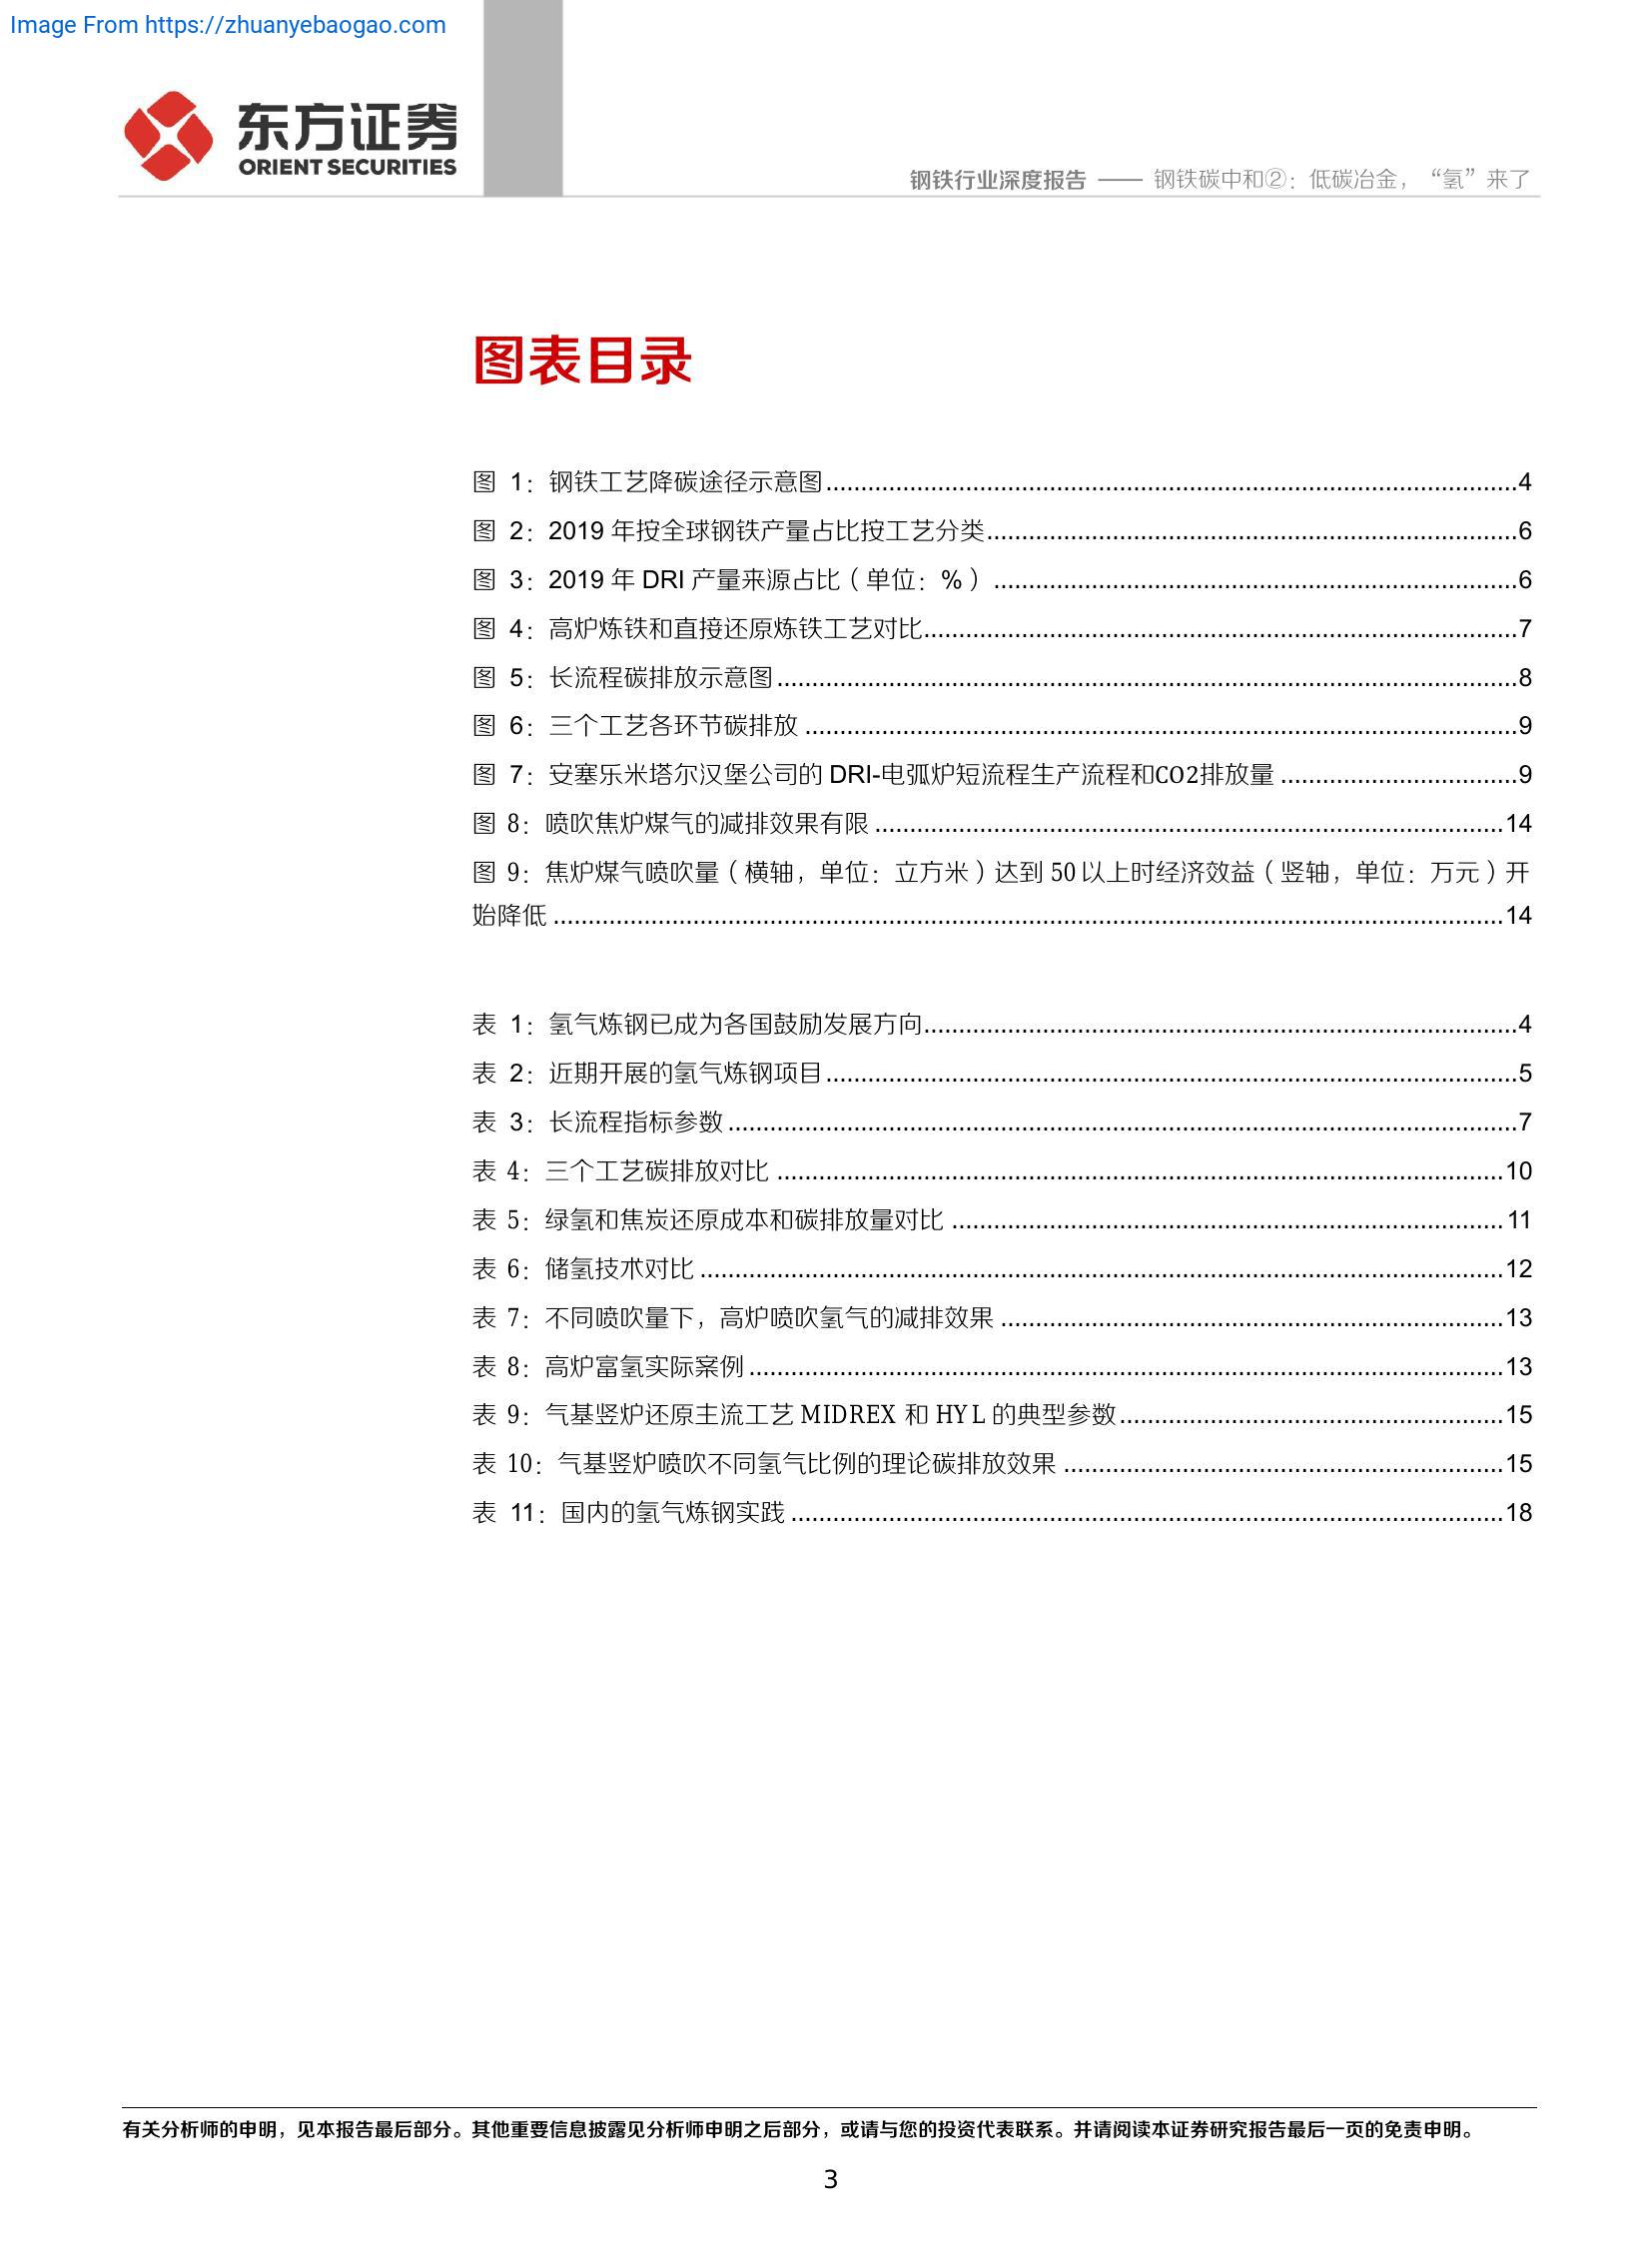 Image From https://zhuanyebaogao.com
东方证券
ORIENT SECURITIES
钢铁行业深度报告 —— 钢铁碳中和②：低碳冶金，“氢”来了
图表目录
图 1：钢铁工艺降碳途径示意图....................4
图 2：2019 年按全球钢铁产量占比按工艺分类....................6
图 3：2019 年 DRI 产量来源占比（单位：%）....................6
图 4：高炉炼铁和直接还原炼铁工艺对比....................7
图 5：长流程碳排放示意图....................8
图 6：三个工艺各环节碳排放....................9
图 7：安塞乐米塔尔汉堡公司的 DRI-电弧炉短流程生产流程和CO2排放量....................9
图 8：喷吹焦炉煤气的减排效果有限....................14
图 9：焦炉煤气喷吹量（横轴，单位：立方米）达到 50 以上时经济效益（竖轴，单位：万元）开
始降低....................14
表 1：氢气炼钢已成为各国鼓励发展方向....................4
表 2：近期开展的氢气炼钢项目....................5
表 3：长流程指标参数....................7
表 4：三个工艺碳排放对比....................10
表 5：绿氢和焦炭还原成本和碳排放量对比....................11
表 6：储氢技术对比....................12
表 7：不同喷吹量下，高炉喷吹氢气的减排效果....................13
表 8：高炉富氢实际案例....................13
表 9：气基竖炉还原主流工艺 MIDREX 和 HYL 的典型参数....................15
表 10：气基竖炉喷吹不同氢气比例的理论碳排放效果....................15
表 11：国内的氢气炼钢实践....................18
有关分析师的申明，见本报告最后部分。其他重要信息披露见分析师申明之后部分，或请与您的投资代表联系。并请阅读本证券研究报告最后一页的免责申明。
3